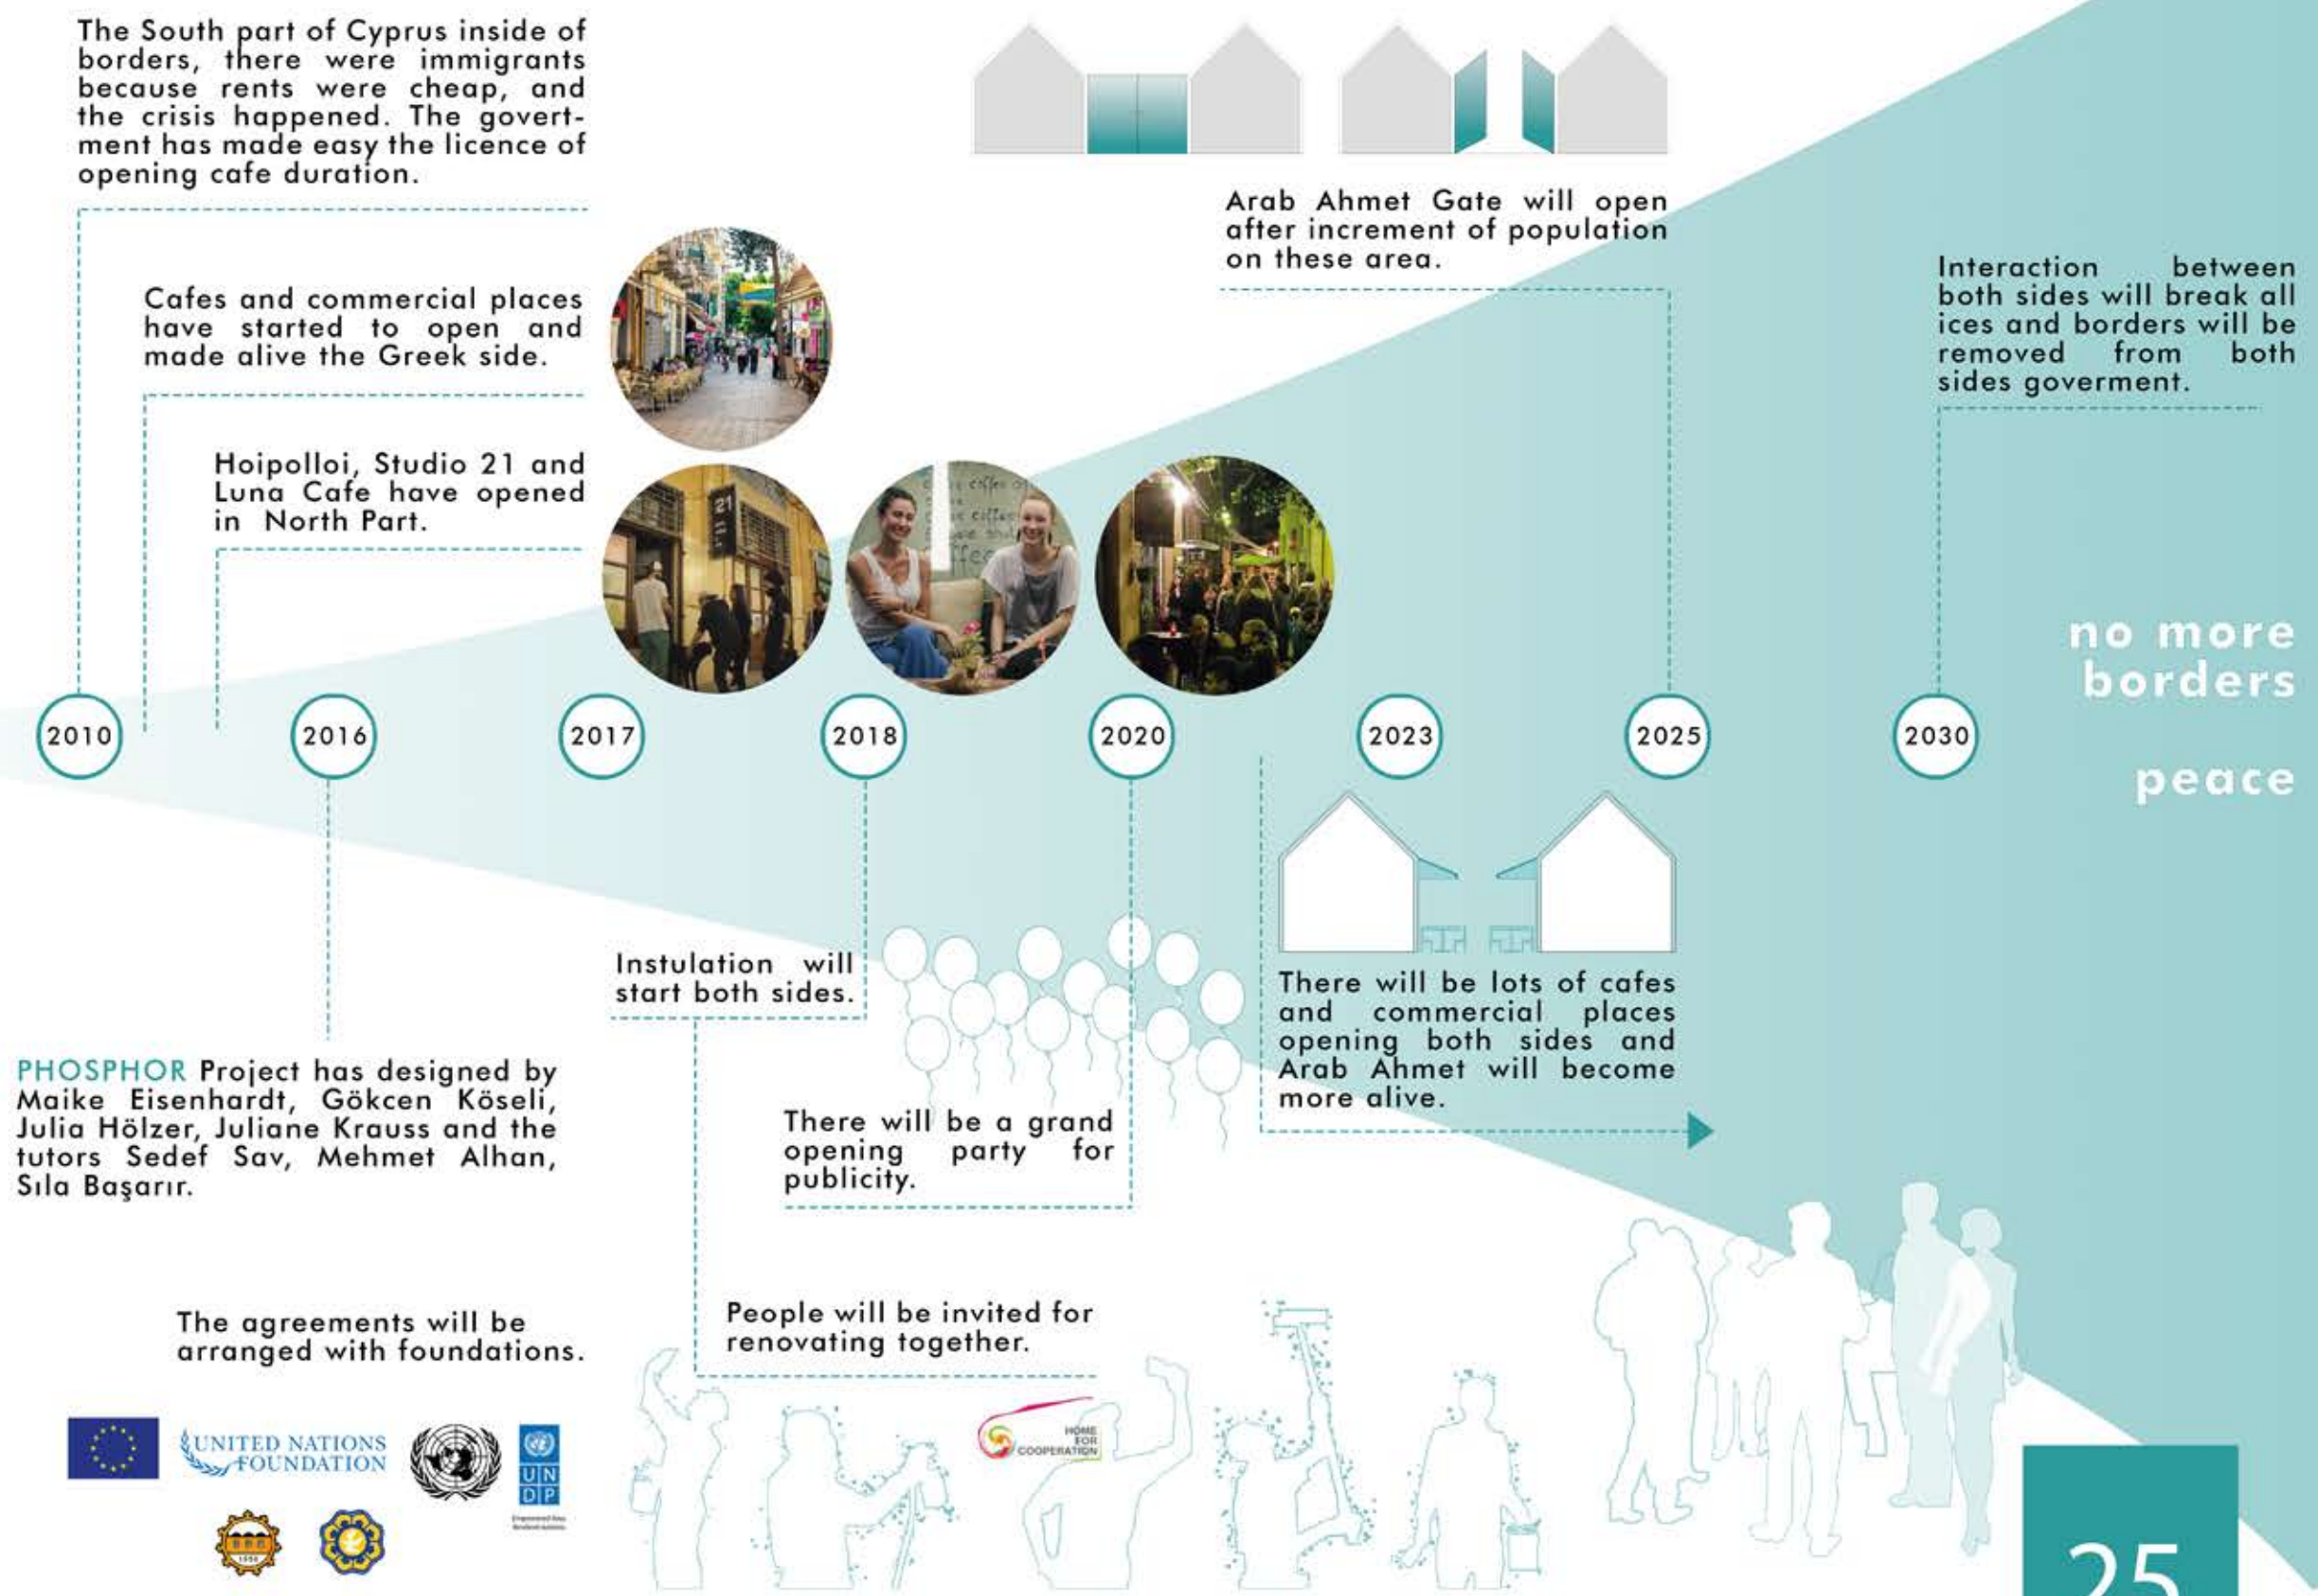 The South part of Cyprus inside of
borders, there were immigrants
because rents were cheap, and
the crisis happened. The govert-
ment has made easy the licence of
opening cafe duration.
Cafes and commercial places
have started to open and
made alive the Greek side.
Hoipolloi, Studio 21 and
Luna Cafe have opened
in North Part.
Arab Ahmet Gate will open
after increment of population
on these area.
Interaction between
both sides will break all
ices and borders will be
removed from both
sides goverment.
21
no more
borders
peace
2010
2016
2017
2018
2020
2023
2025
2030
PHOSPHOR Project has designed by
Maike Eisenhardt, Gökcen Köseli,
Julia Hölzer, Juliane Krauss and the
tutors Sedef Sav, Mehmet Alhan,
Sıla Başarır.
Instulation will
start both sides.
There will be a grand
opening party for
publicity.
There will be lots of cafes
and commercial places
opening both sides and
Arab Ahmet will become
more alive.
The agreements will be
arranged with foundations.
People will be invited for
renovating together.
UNITED NATIONS
FOUNDATION
UN
DP
HOME
FOR
COOPERATION
25